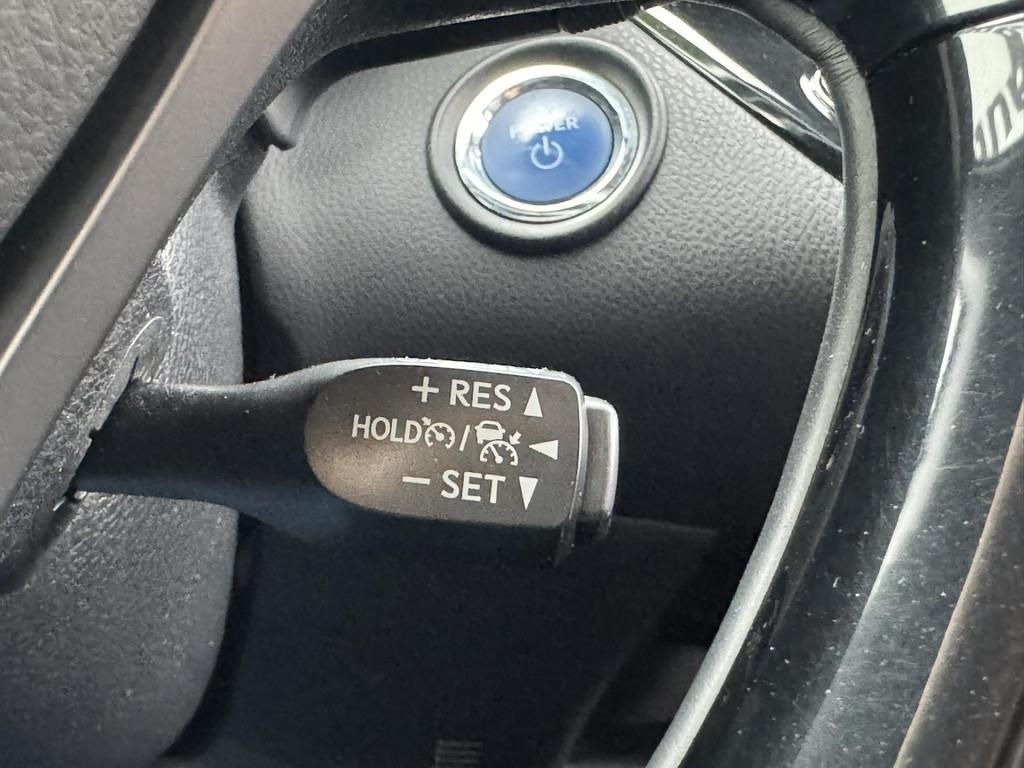 POWER
+ RES ▲
HOLD / ◀
− SET ▼